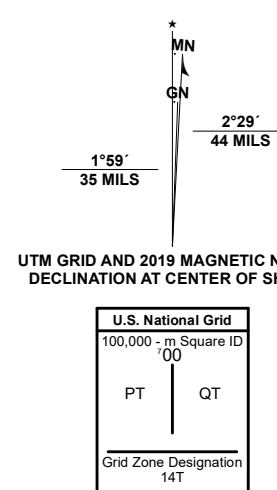 ★
MN
GN
2°29´
44 MILS
1°59´
35 MILS
UTM GRID AND 2019 MAGNETIC N
DECLINATION AT CENTER OF SH
U.S. National Grid
100,000 - m Square ID
⁷00
PT QT
Grid Zone Designation
14T